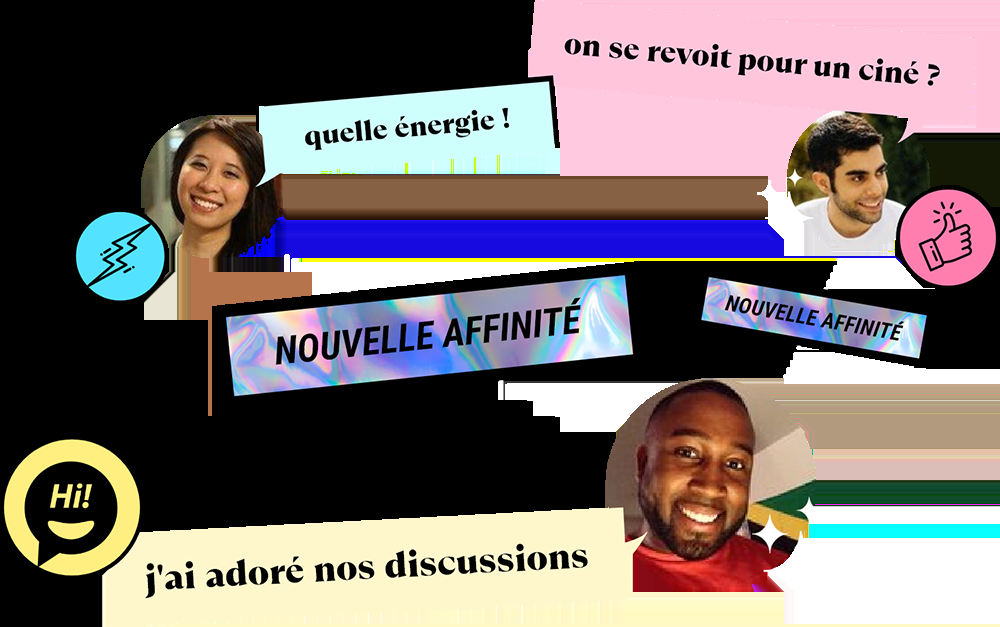 on se revoit pour un ciné ?
quelle énergie !
NOUVELLE AFFINITÉ
NOUVELLE AFFINITÉ
Hi!
j'ai adoré nos discussions